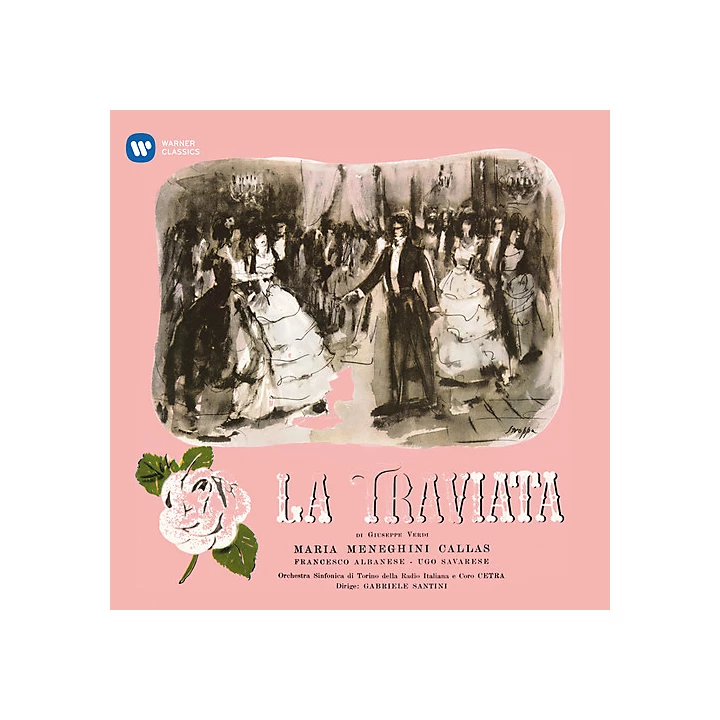 WARNER
CLASSICS
Stroppa
LA TRAVIATA
DI GIUSEPPE VERDI
MARIA MENEGHINI CALLAS
FRANCESCO ALBANESE - UGO SAVARESE
Orchestra Sinfonica di Torino della Radio Italiana e Coro CETRA
Dirige: GABRIELE SANTINI